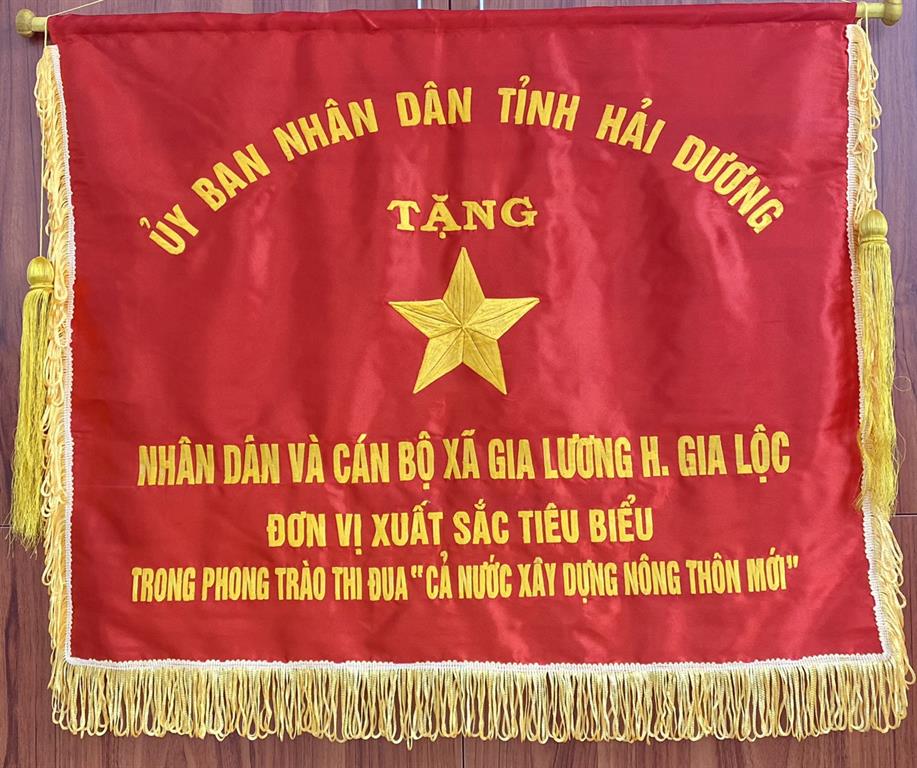 ỦY BAN NHÂN DÂN TỈNH HẢI DƯƠNG
TẶNG
NHÂN DÂN VÀ CÁN BỘ XÃ GIA LƯƠNG H. GIA LỘC
ĐƠN VỊ XUẤT SẮC TIÊU BIỂU
TRONG PHONG TRÀO THI ĐUA "CẢ NƯỚC XÂY DỰNG NÔNG THÔN MỚI"